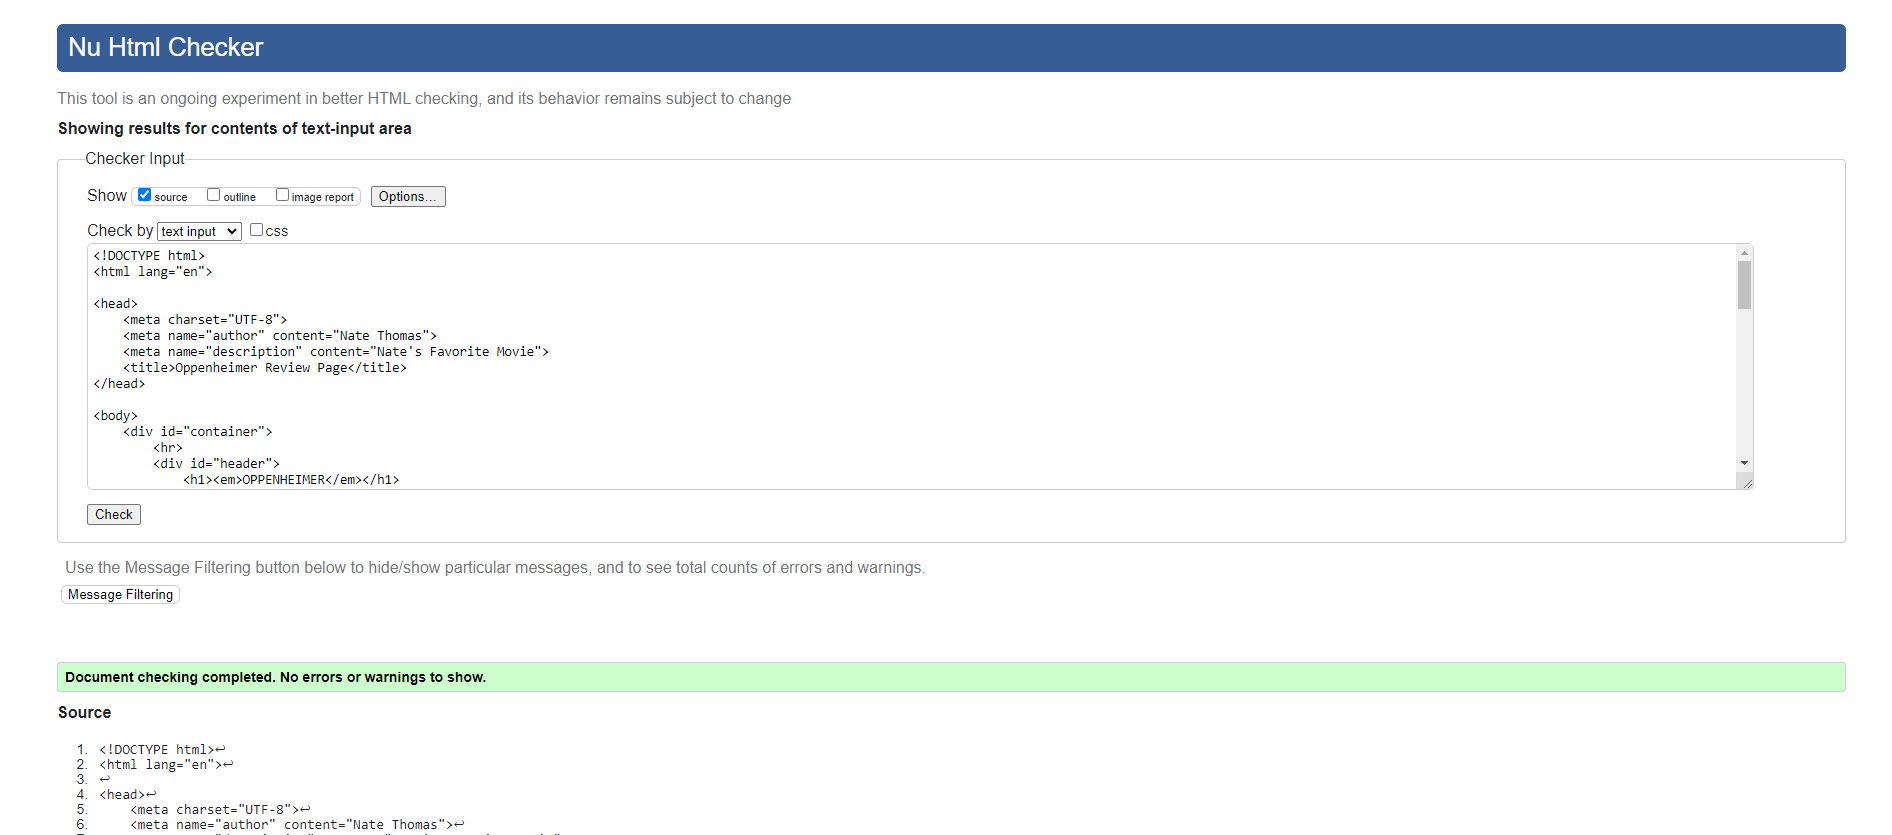 Nu Html Checker
This tool is an ongoing experiment in better HTML checking, and its behavior remains subject to change
Showing results for contents of text-input area
Checker Input
Show source outline image report Options...
Check by text input css
<!DOCTYPE html>
<html lang="en">
<head>
    <meta charset="UTF-8">
    <meta name="author" content="Nate Thomas">
    <meta name="description" content="Nate's Favorite Movie">
    <title>Oppenheimer Review Page</title>
</head>
<body>
    <div id="container">
        <hr>
        <div id="header">
            <h1><em>OPPENHEIMER</em></h1>
Check
Use the Message Filtering button below to hide/show particular messages, and to see total counts of errors and warnings.
Message Filtering
Document checking completed. No errors or warnings to show.
Source
1. <!DOCTYPE html>↩
2. <html lang="en">↩
3. ↩
4. <head>↩
5.     <meta charset="UTF-8">↩
6.     <meta name="author" content="Nate Thomas">↩